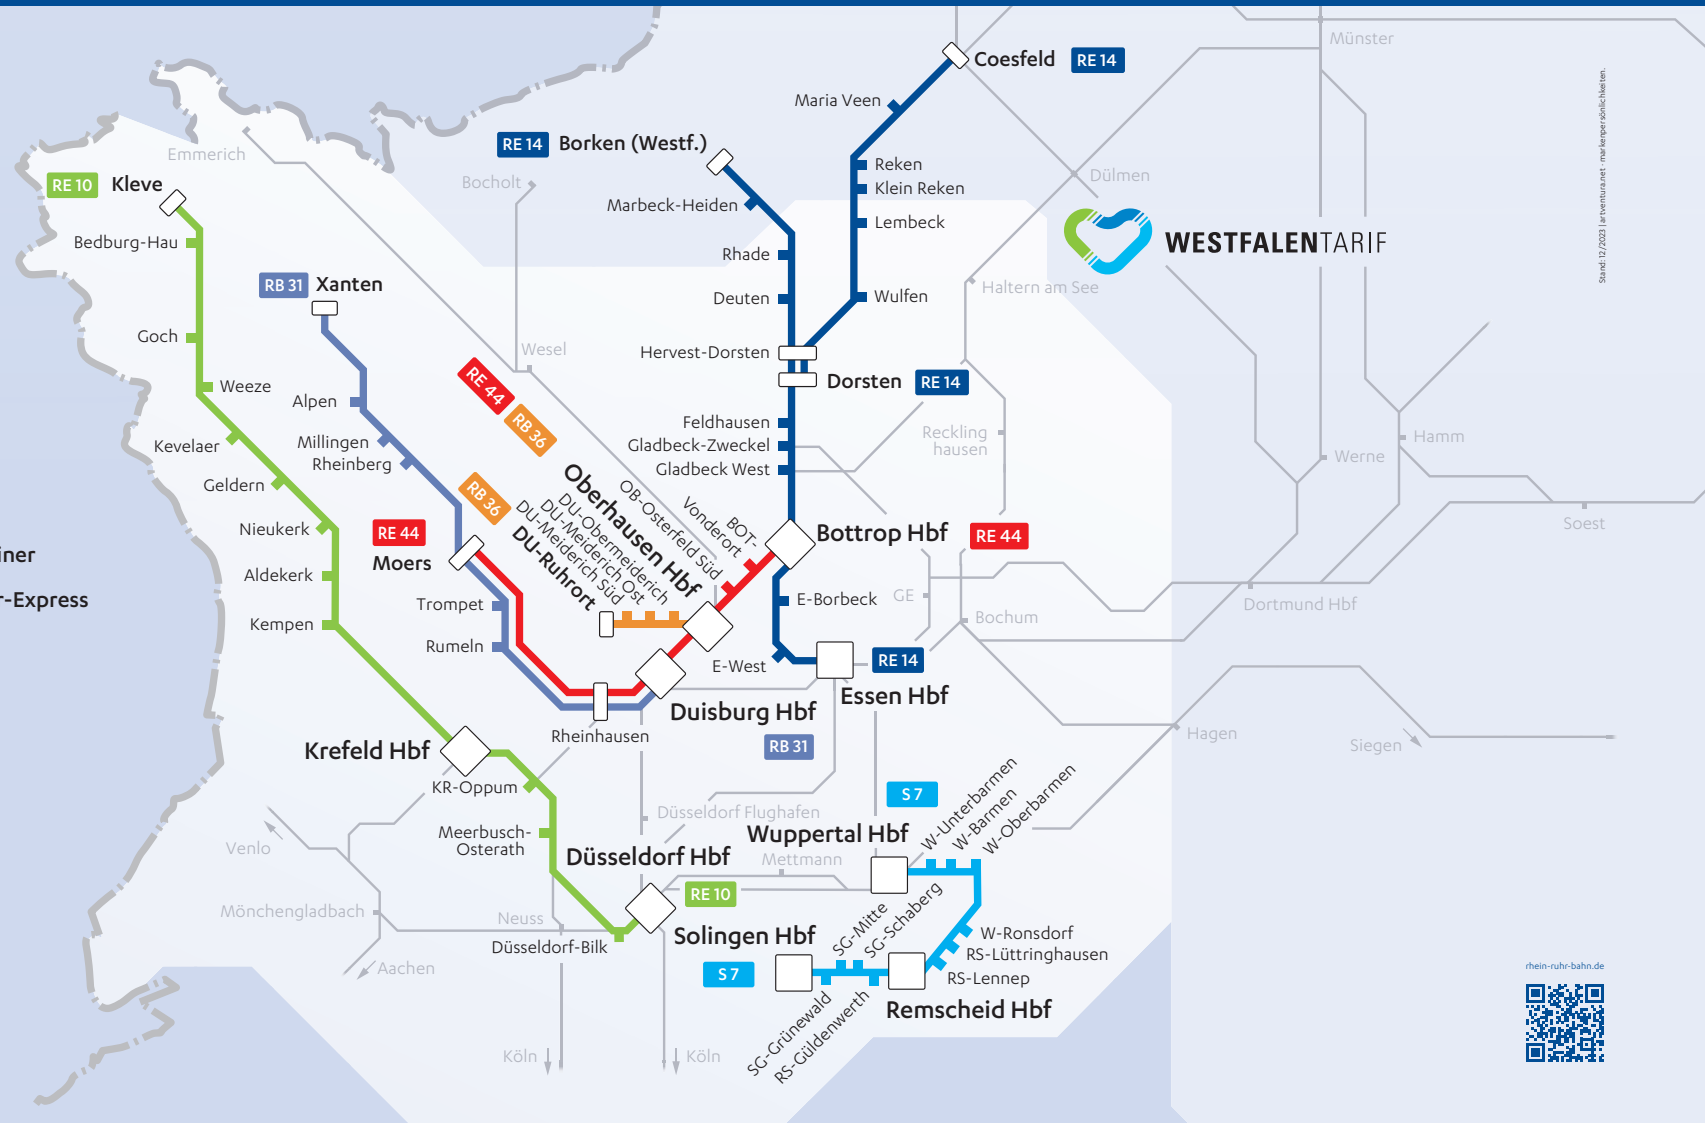 Münster
Coesfeld
RE 14
Maria Veen
RE 14
Borken (Westf.)
Emmerich
Reken
RE 10
Kleve
Bocholt
Klein Reken
Dülmen
Marbeck-Heiden
Lembeck
Bedburg-Hau
WESTFALENTARIF
Rhade
RB 31
Xanten
Haltern am See
Deuten
Wulfen
Goch
Wesel
Hervest-Dorsten
Weeze
RE 44
Dorsten
RE 14
Alpen
RB 36
Feldhausen
Reckling
hausen
Hamm
Kevelaer
Millingen
Gladbeck-Zweckel
Rheinberg
Gladbeck West
Werne
Geldern
RB 36
Oberhausen Hbf
OB-Osterfeld Süd
BOT-
Vonderort
Nieukerk
RE 44
DU-Obermeiderich
DU-Meiderich Ost
DU-Meiderich Süd
DU-Ruhrort
Bottrop Hbf
RE 44
Soest
iner
Moers
Aldekerk
r-Express
Trompet
E-Borbeck
GE
Dortmund Hbf
Kempen
Bochum
Rumeln
E-West
RE 14
Essen Hbf
Duisburg Hbf
Rheinhausen
RB 31
Hagen
Siegen
Krefeld Hbf
KR-Oppum
S 7
W-Unterbarmen
W-Barmen
W-Oberbarmen
Düsseldorf Flughafen
Meerbusch-
Osterath
Wuppertal Hbf
Venlo
Düsseldorf Hbf
Mettmann
RE 10
Mönchengladbach
Neuss
SG-Mitte
SG-Schaberg
Düsseldorf-Bilk
Solingen Hbf
W-Ronsdorf
RS-Lüttringhausen
Aachen
S 7
RS-Lennep
Remscheid Hbf
SG-Grünewald
RS-Güldenwerth
Köln
Köln
rhein-ruhr-bahn.de
Stand: 12/2023 | artventura.net - markenpersönlichkeiten.